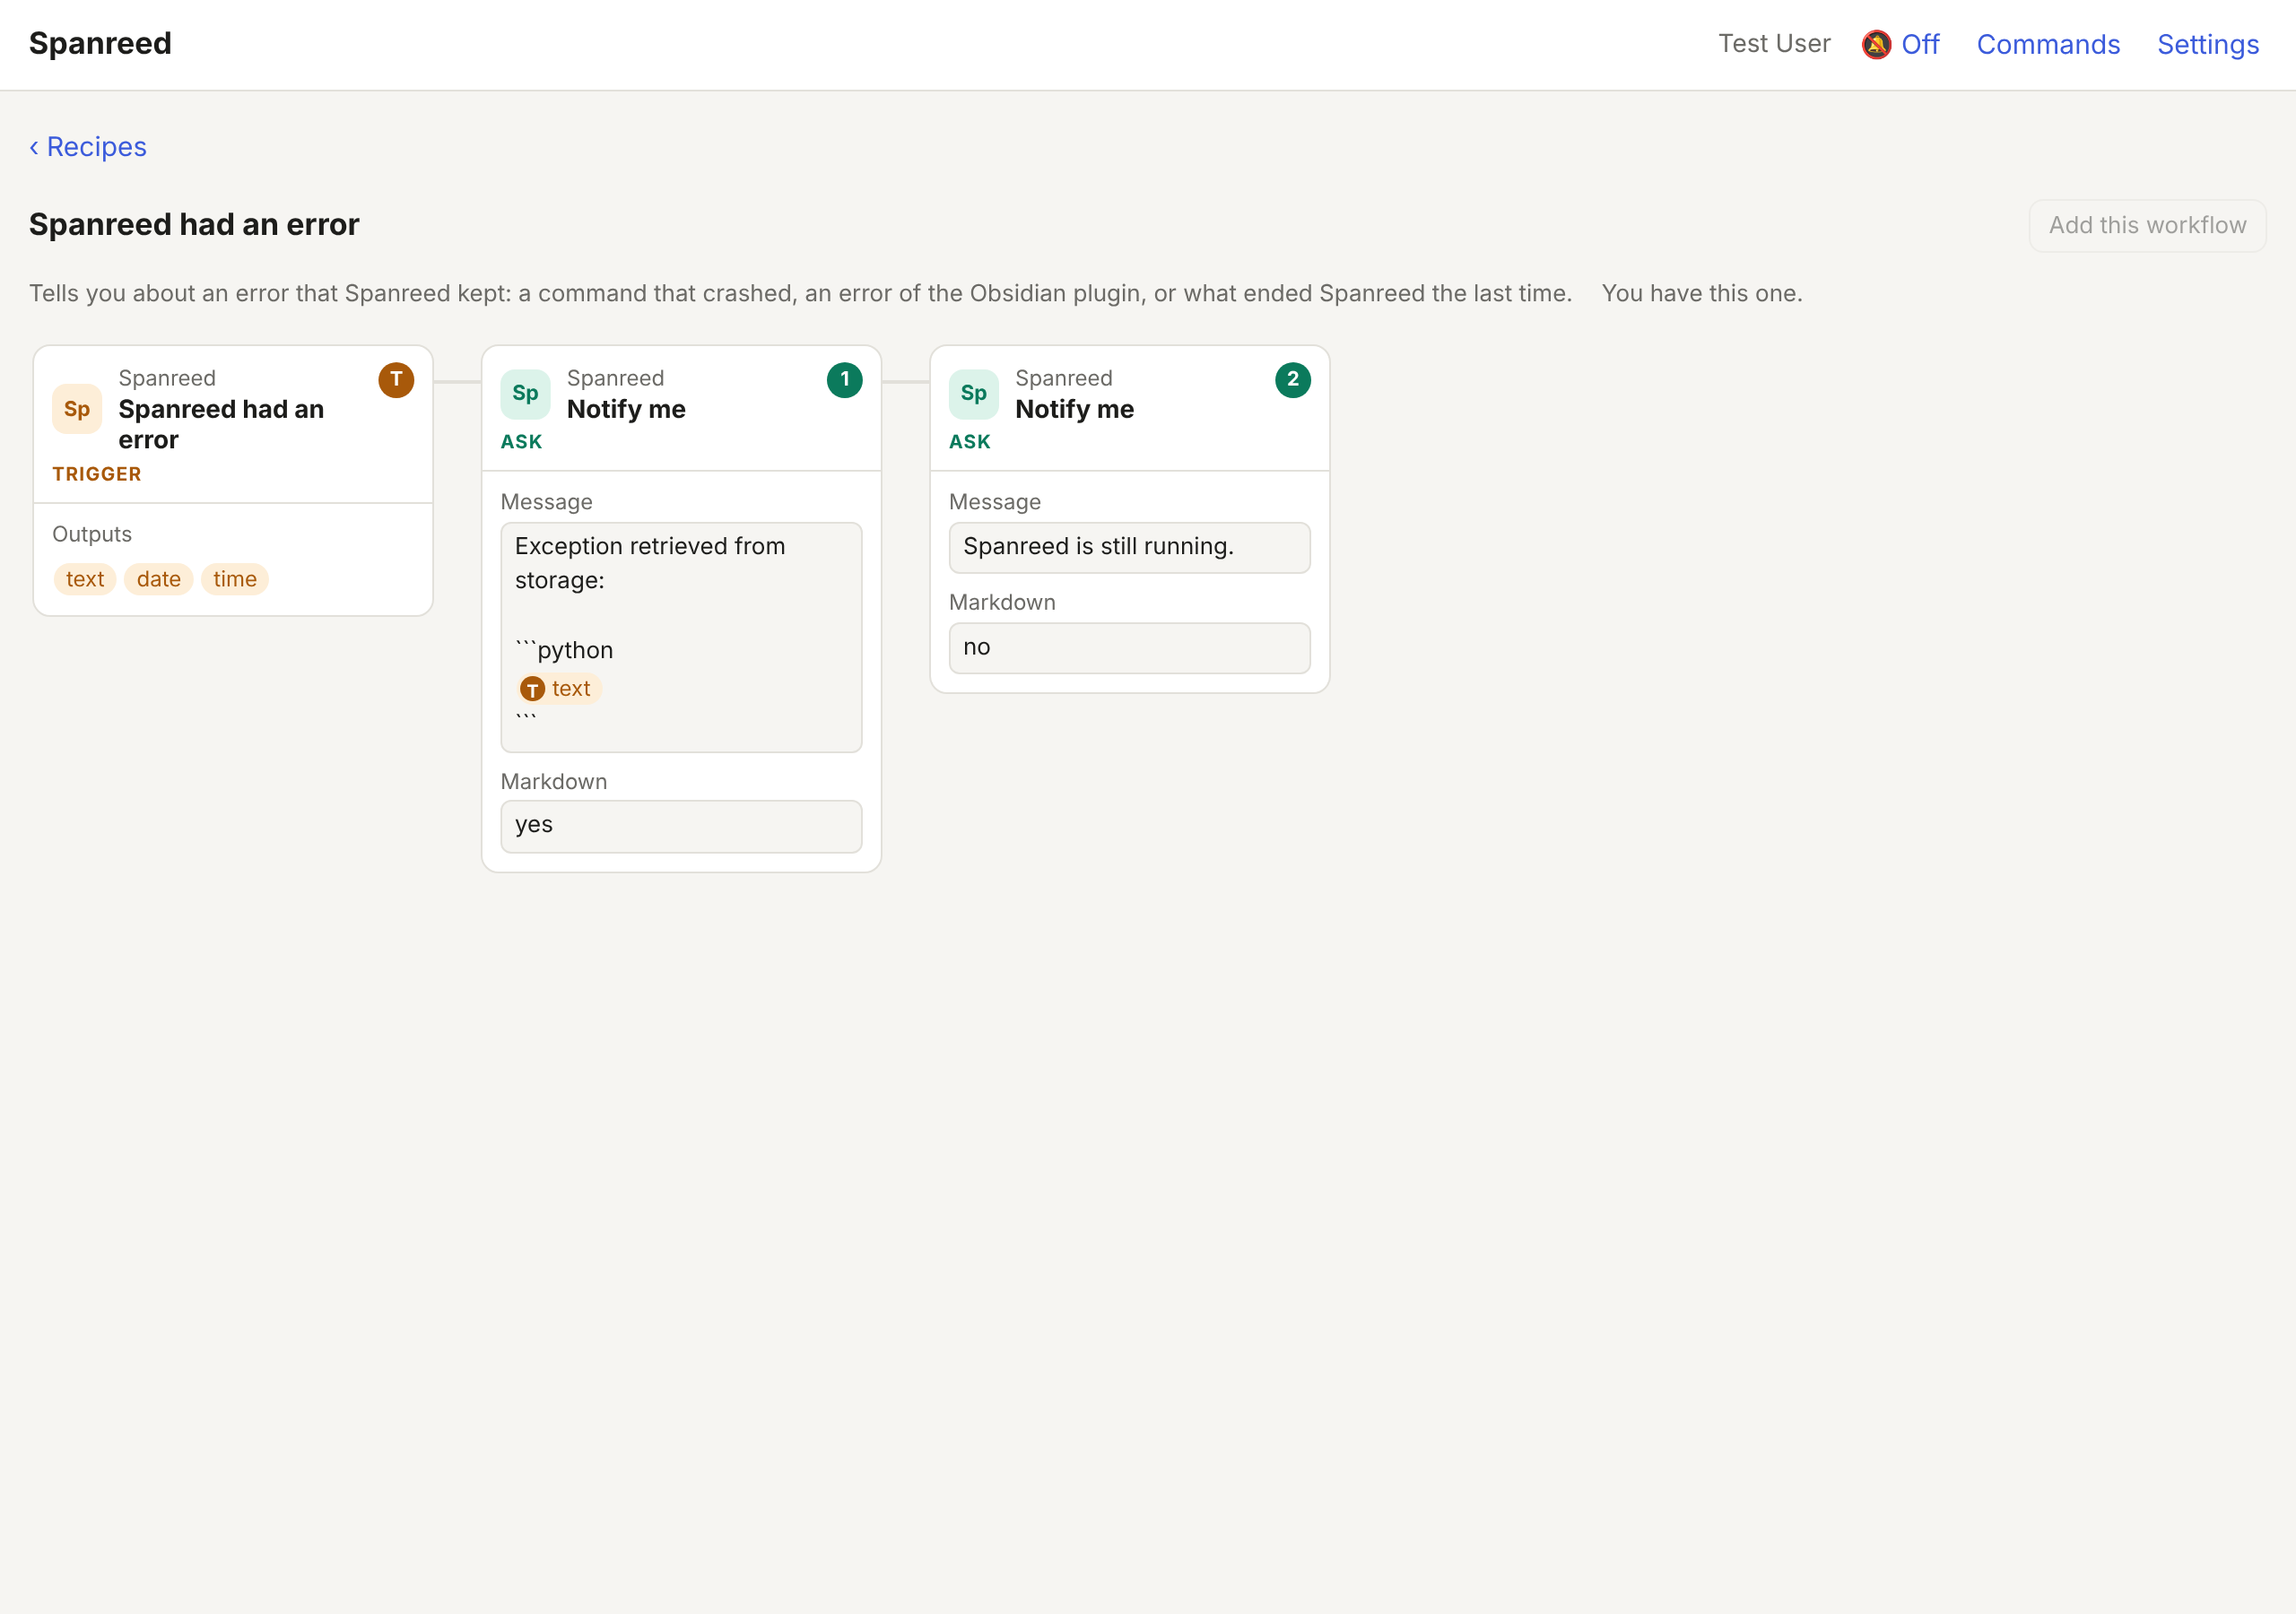 Spanreed
Test User
Off
Commands
Settings
‹ Recipes
Spanreed had an error
Add this workflow
Tells you about an error that Spanreed kept: a command that crashed, an error of the Obsidian plugin, or what ended Spanreed the last time. You have this one.
Sp
Spanreed
Spanreed had an
error
T
TRIGGER
Outputs
text date time
Sp
Spanreed
Notify me
1
ASK
Message
Exception retrieved from
storage:
```python
T text
```
Markdown
yes
Sp
Spanreed
Notify me
2
ASK
Message
Spanreed is still running.
Markdown
no